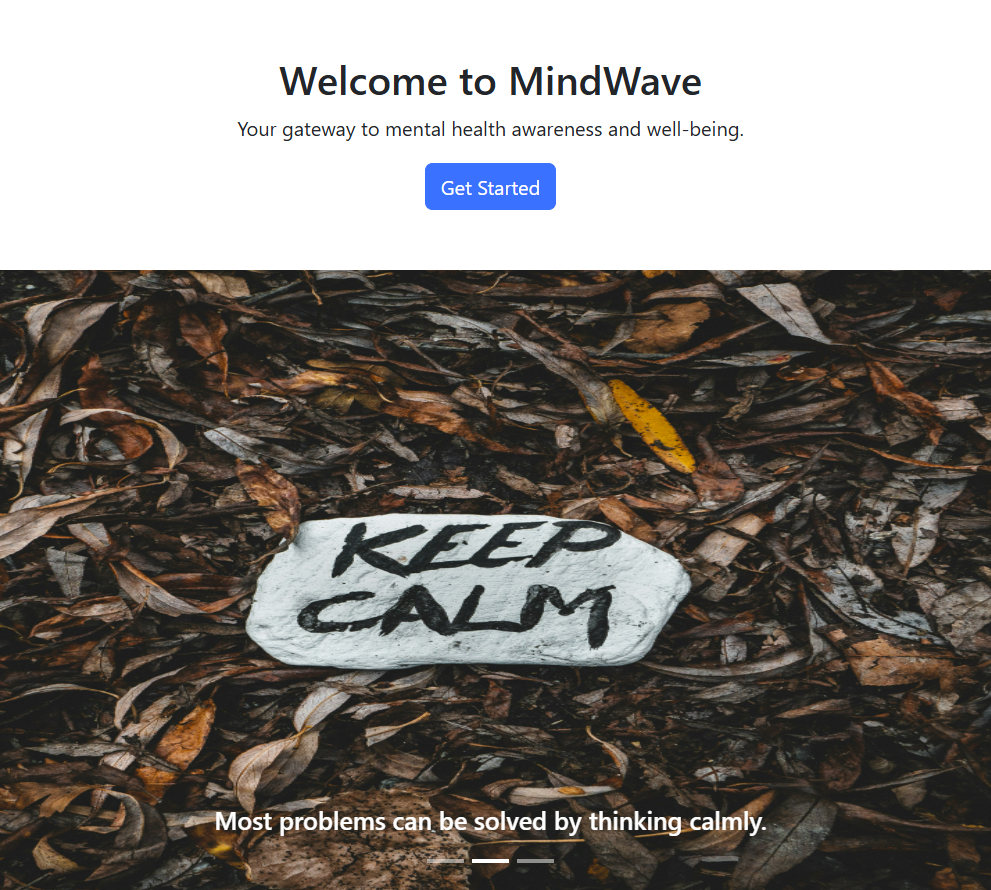 Welcome to MindWave
Your gateway to mental health awareness and well-being.
Get Started
KEEP
CALM
Most problems can be solved by thinking calmly.